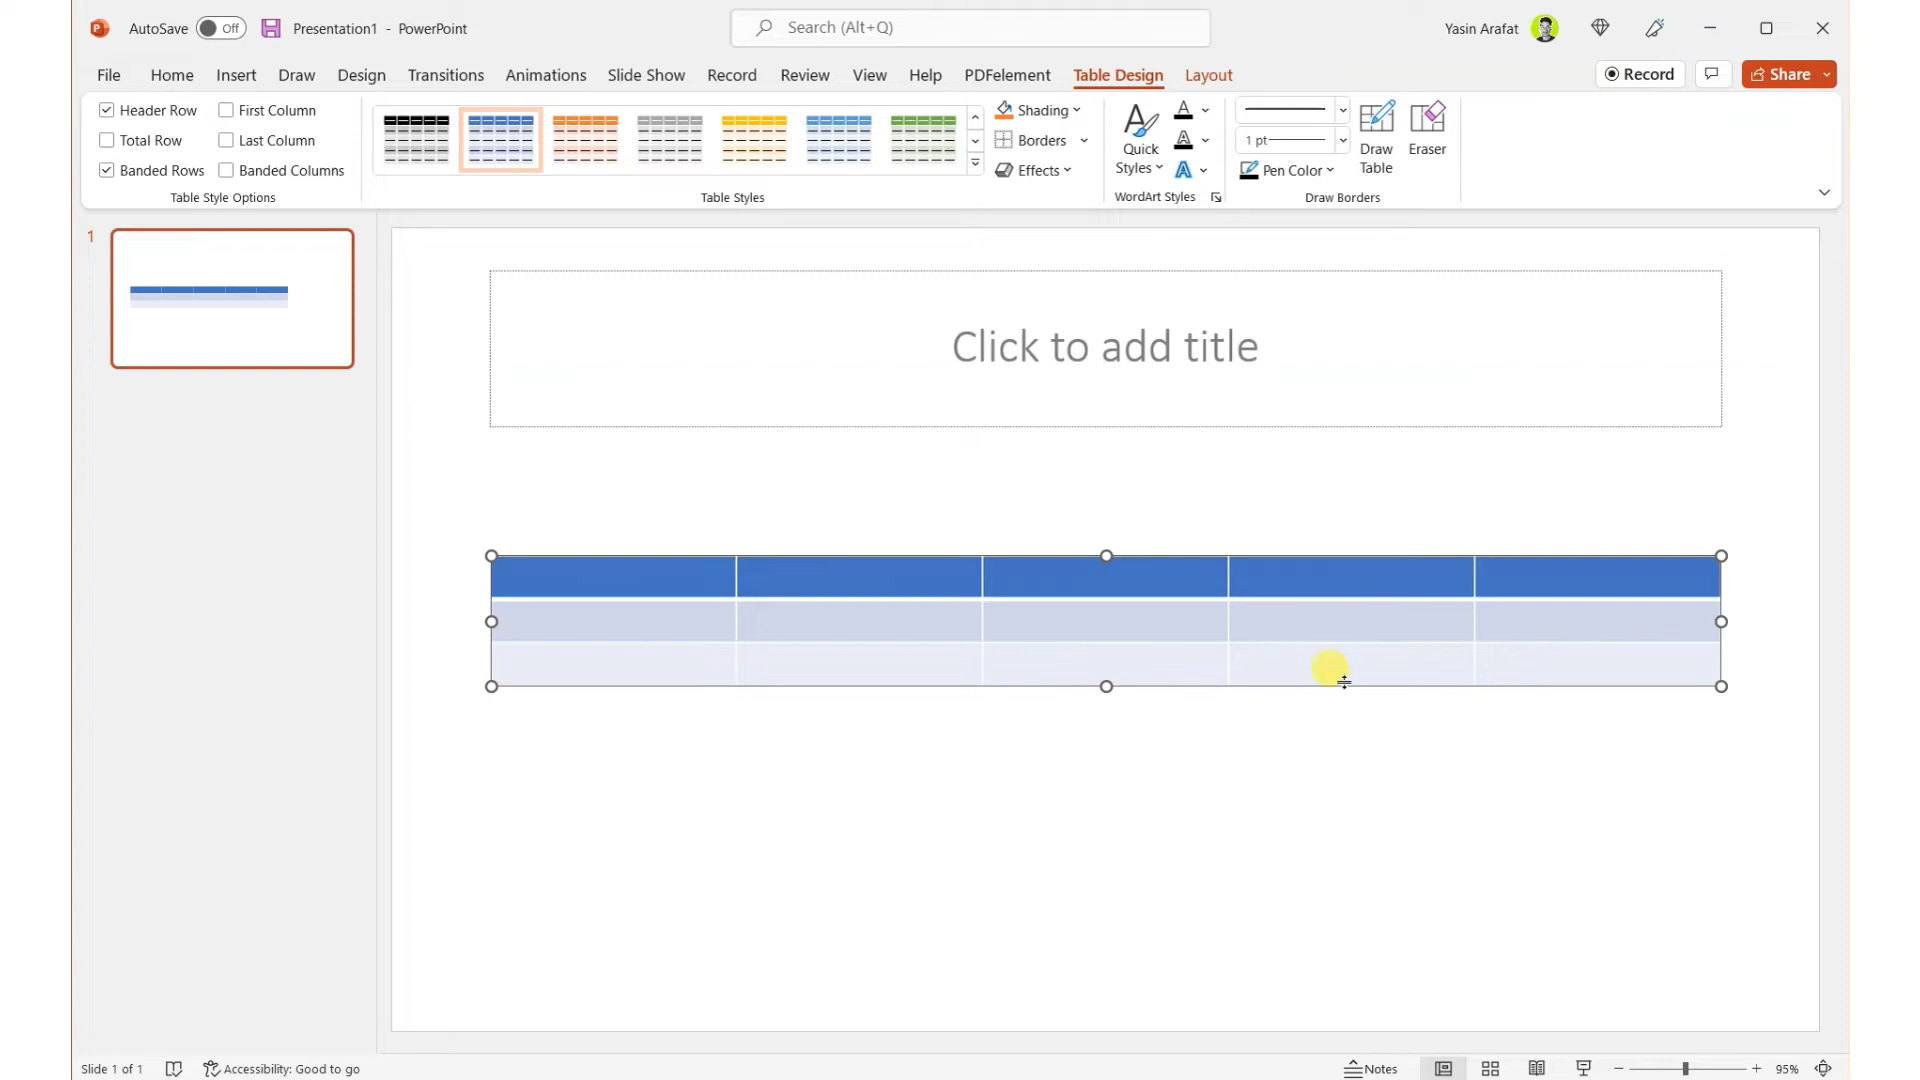 AutoSave Off Presentation1 - PowerPoint Search (Alt+Q) Yasin Arafat
File Home Insert Draw Design Transitions Animations Slide Show Record Review View Help PDFelement Table Design Layout Record Share
Header Row First Column Shading
Total Row Last Column Borders
Banded Rows Banded Columns Effects
Quick
Styles
1 pt
Pen Color
Draw
Table
Eraser
Table Style Options Table Styles WordArt Styles Draw Borders
1
Click to add title
Slide 1 of 1 Accessibility: Good to go Notes 95%